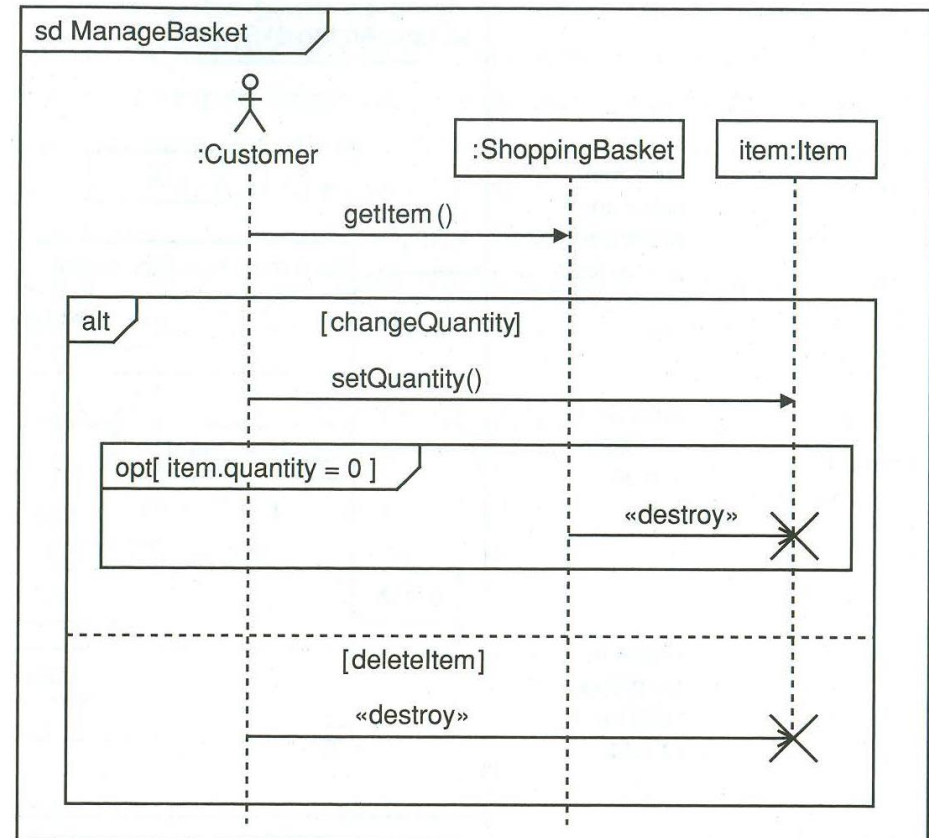 sd ManageBasket
:Customer
:ShoppingBasket
item:Item
getItem ()
alt
[changeQuantity]
setQuantity()
opt[ item.quantity = 0 ]
«destroy»
[deleteItem]
«destroy»